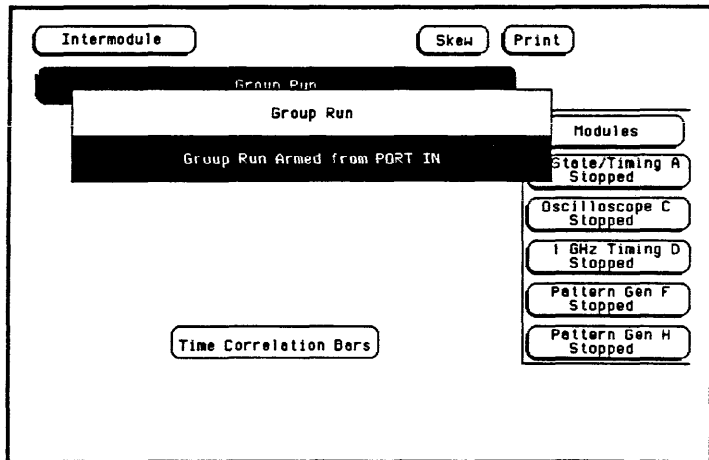 Intermodule
Skew
Print
Group Run
Group Run
Group Run Armed from PORT IN
Modules
State/Timing A
Stopped
Oscilloscope C
Stopped
1 GHz Timing D
Stopped
Pattern Gen F
Stopped
Pattern Gen H
Stopped
Time Correlation Bars